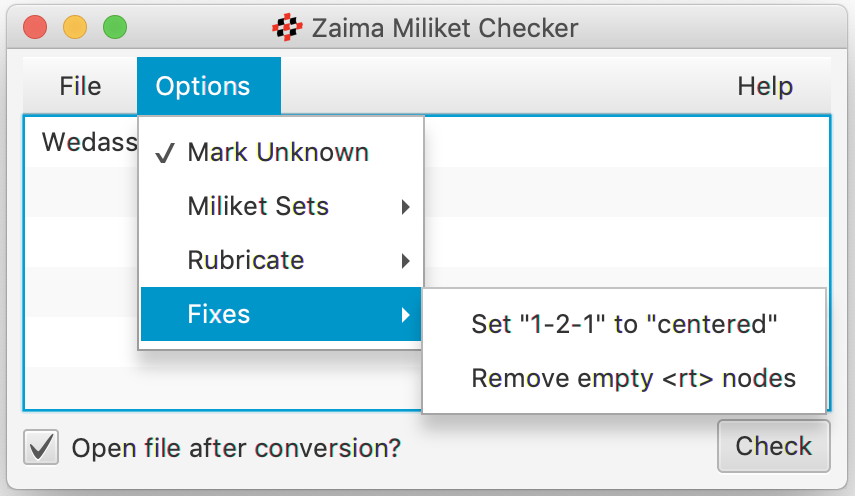 Zaima Miliket Checker
File Options Help
Wedass
Mark Unknown
Miliket Sets
Rubricate
Fixes
Set "1-2-1" to "centered"
Remove empty <rt> nodes
Open file after conversion?
Check